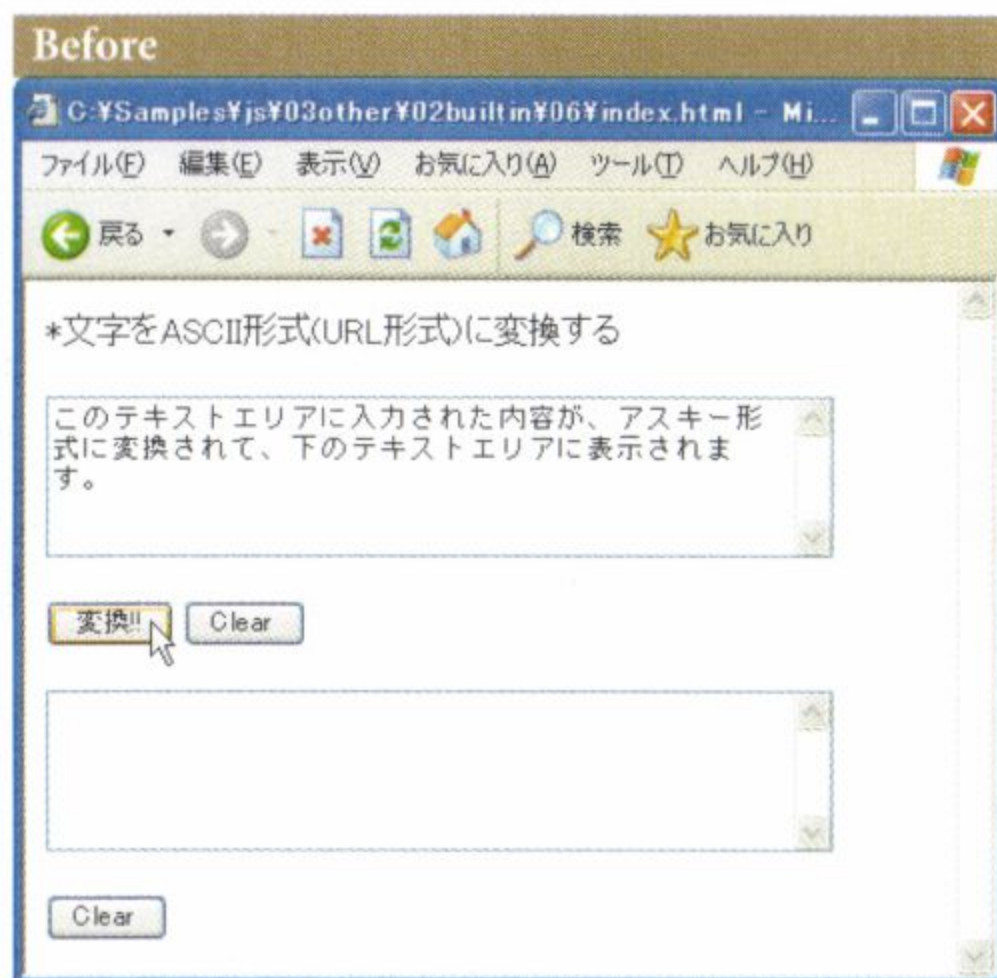 Before
C:¥Samples¥js¥03other¥02builtin¥06¥index.html - Mi...
ファイル(F) 編集(E) 表示(V) お気に入り(A) ツール(T) ヘルプ(H)
戻る 検索 お気に入り
*文字をASCII形式(URL形式)に変換する
このテキストエリアに入力された内容が、アスキー形
式に変換されて、下のテキストエリアに表示されま
す。
変換!! Clear
Clear